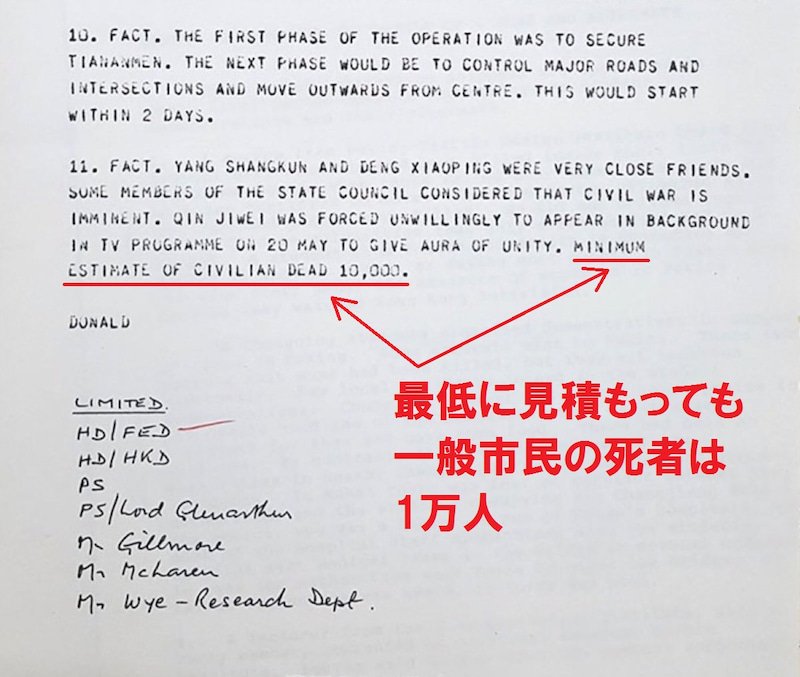 10. FACT. THE FIRST PHASE OF THE OPERATION WAS TO SECURE
TIANANMEN. THE NEXT PHASE WOULD BE TO CONTROL MAJOR ROADS AND
INTERSECTIONS AND MOVE OUTWARDS FROM CENTRE. THIS WOULD START
WITHIN 2 DAYS.
11. FACT. YANG SHANGKUN AND DENG XIAOPING WERE VERY CLOSE FRIENDS.
SOME MEMBERS OF THE STATE COUNCIL CONSIDERED THAT CIVIL WAR IS
IMMINENT. QIN JIWEI WAS FORCED UNWILLINGLY TO APPEAR IN BACKGROUND
IN TV PROGRAMME ON 20 MAY TO GIVE AURA OF UNITY. MINIMUM
ESTIMATE OF CIVILIAN DEAD 10,000.
DONALD
最低に見積もっても
一般市民の死者は
1万人
LIMITED.
HD/FED
HD/HKD
PS
PS/Lord Glenarthur
Mr Gillmore
Mr McLaren
Mr Wye - Research Dept.